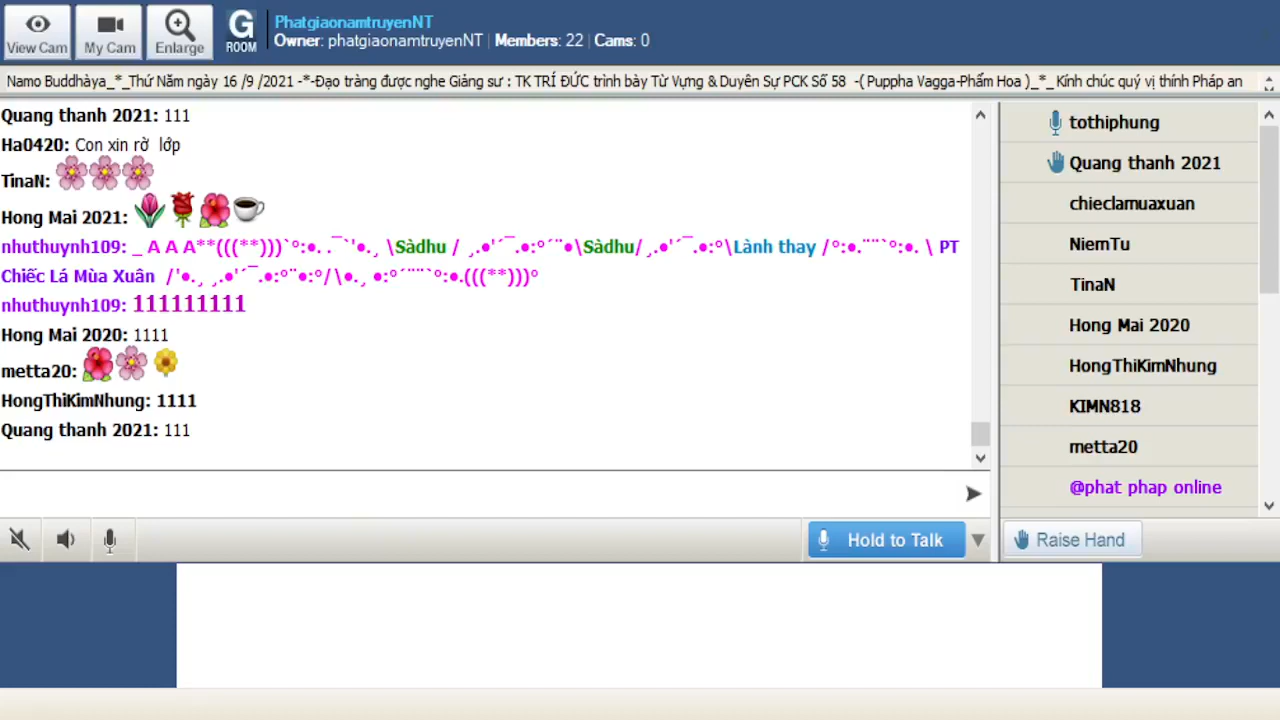 View Cam
My Cam
Enlarge
G
ROOM
PhatgiaonamtruyenNT
Owner: phatgiaonamtruyenNT | Members: 22 | Cams: 0
Namo Buddhàya_*_Thứ Năm ngày 16 /9 /2021 -*-Đạo tràng được nghe Giảng sư : TK TRÍ ĐỨC trình bày Từ Vựng & Duyên Sự PCK Số 58 -( Puppha Vagga-Phẩm Hoa )_*_ Kính chúc quý vị thính Pháp an
Quang thanh 2021: 111
Ha0420: Con xin rờ lớp
TinaN:
Hong Mai 2021:
nhuthuynh109: _ A A A**(((**)))`°:•. .¯`'•.¸ \Sàdhu / ¸.•'´¯.•:°´¨•\Sàdhu/¸.•'´¯.•:°\Lành thay /°:•.¨¨`°:•. \ PT
Chiếc Lá Mùa Xuân /'•.¸ ¸.•'´¯.•:°¨•:°/\•.¸ •:°´¨¨`°:•.(((**)))°
nhuthuynh109: 111111111
Hong Mai 2020: 1111
metta20:
HongThiKimNhung: 1111
Quang thanh 2021: 111
Hold to Talk
tothiphung
Quang thanh 2021
chieclamuaxuan
NiemTu
TinaN
Hong Mai 2020
HongThiKimNhung
KIMN818
metta20
@phat phap online
Raise Hand